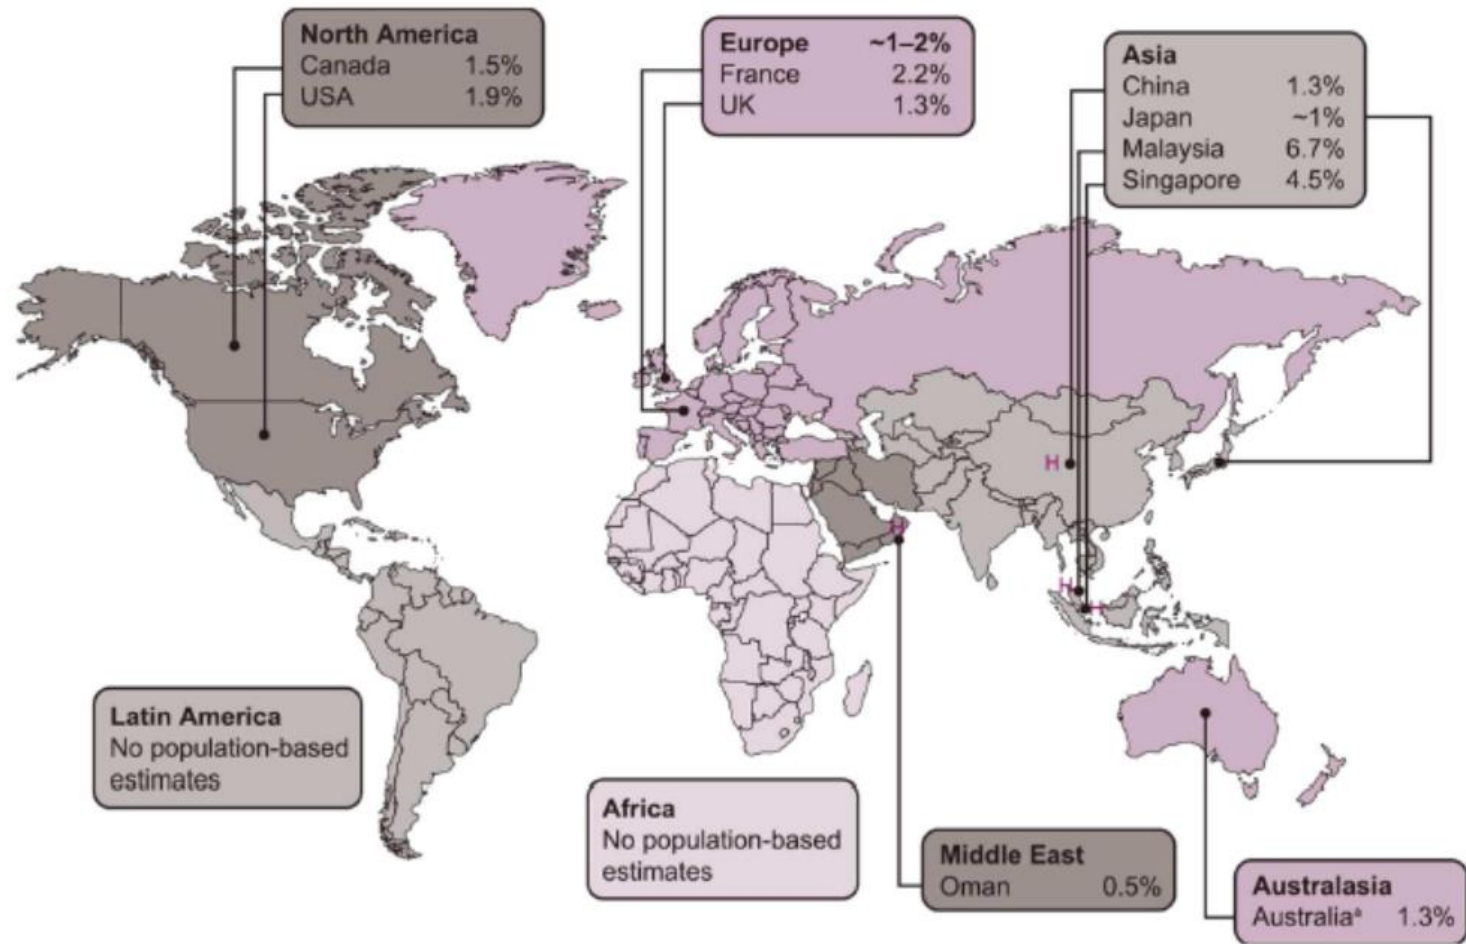 North America
Canada 1.5%
USA 1.9%
Europe ~1–2%
France 2.2%
UK 1.3%
Asia
China 1.3%
Japan ~1%
Malaysia 6.7%
Singapore 4.5%
H
H
H
H
Latin America
No population-based
estimates
Africa
No population-based
estimates
Middle East
Oman 0.5%
Australasia
Australiaᵃ 1.3%